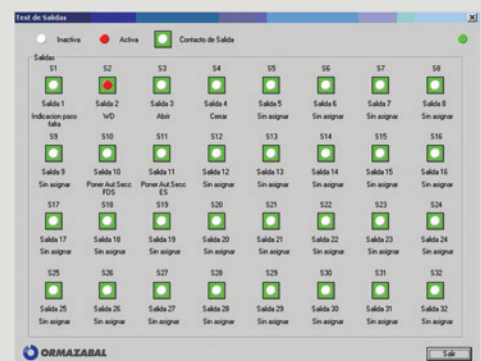 Test de Salidas
Inactiva Activa Contacto de Salida
Salidas
S1 S2 S3 S4 S5 S6 S7 S8
Salida 1 Salida 2 Salida 3 Salida 4 Salida 5 Salida 6 Salida 7 Salida 8
Indicacion paso falta WD Abrir Cerrar Sin asignar Sin asignar Sin asignar Sin asignar
S9 S10 S11 S12 S13 S14 S15 S16
Salida 9 Salida 10 Salida 11 Salida 12 Salida 13 Salida 14 Salida 15 Salida 16
Sin asignar Poner Aut.Secc FDS Poner Aut.Secc ES Sin asignar Sin asignar Sin asignar Sin asignar Sin asignar
S17 S18 S19 S20 S21 S22 S23 S24
Salida 17 Salida 18 Salida 19 Salida 20 Salida 21 Salida 22 Salida 23 Salida 24
Sin asignar Sin asignar Sin asignar Sin asignar Sin asignar Sin asignar Sin asignar Sin asignar
S25 S26 S27 S28 S29 S30 S31 S32
Salida 25 Salida 26 Salida 27 Salida 28 Salida 29 Salida 30 Salida 31 Salida 32
Sin asignar Sin asignar Sin asignar Sin asignar Sin asignar Sin asignar Sin asignar Sin asignar
ORMAZABAL
Salir